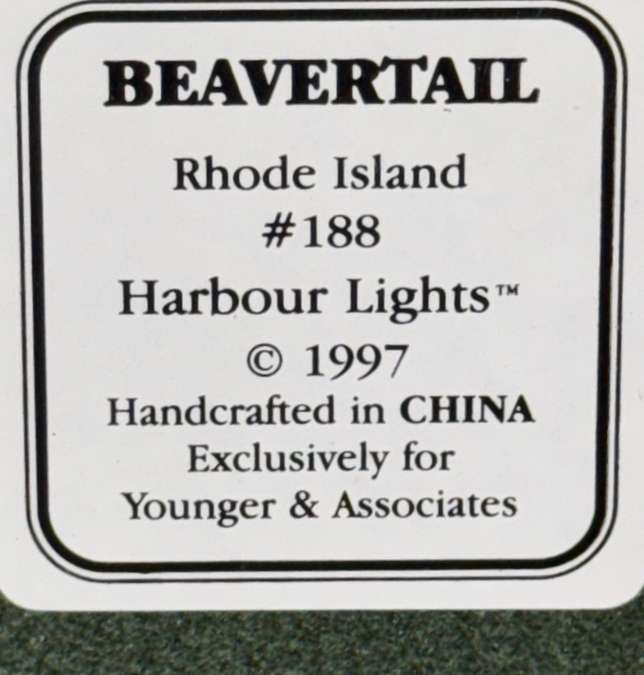 BEAVERTAIL
Rhode Island
#188
Harbour Lights™
© 1997
Handcrafted in CHINA
Exclusively for
Younger & Associates